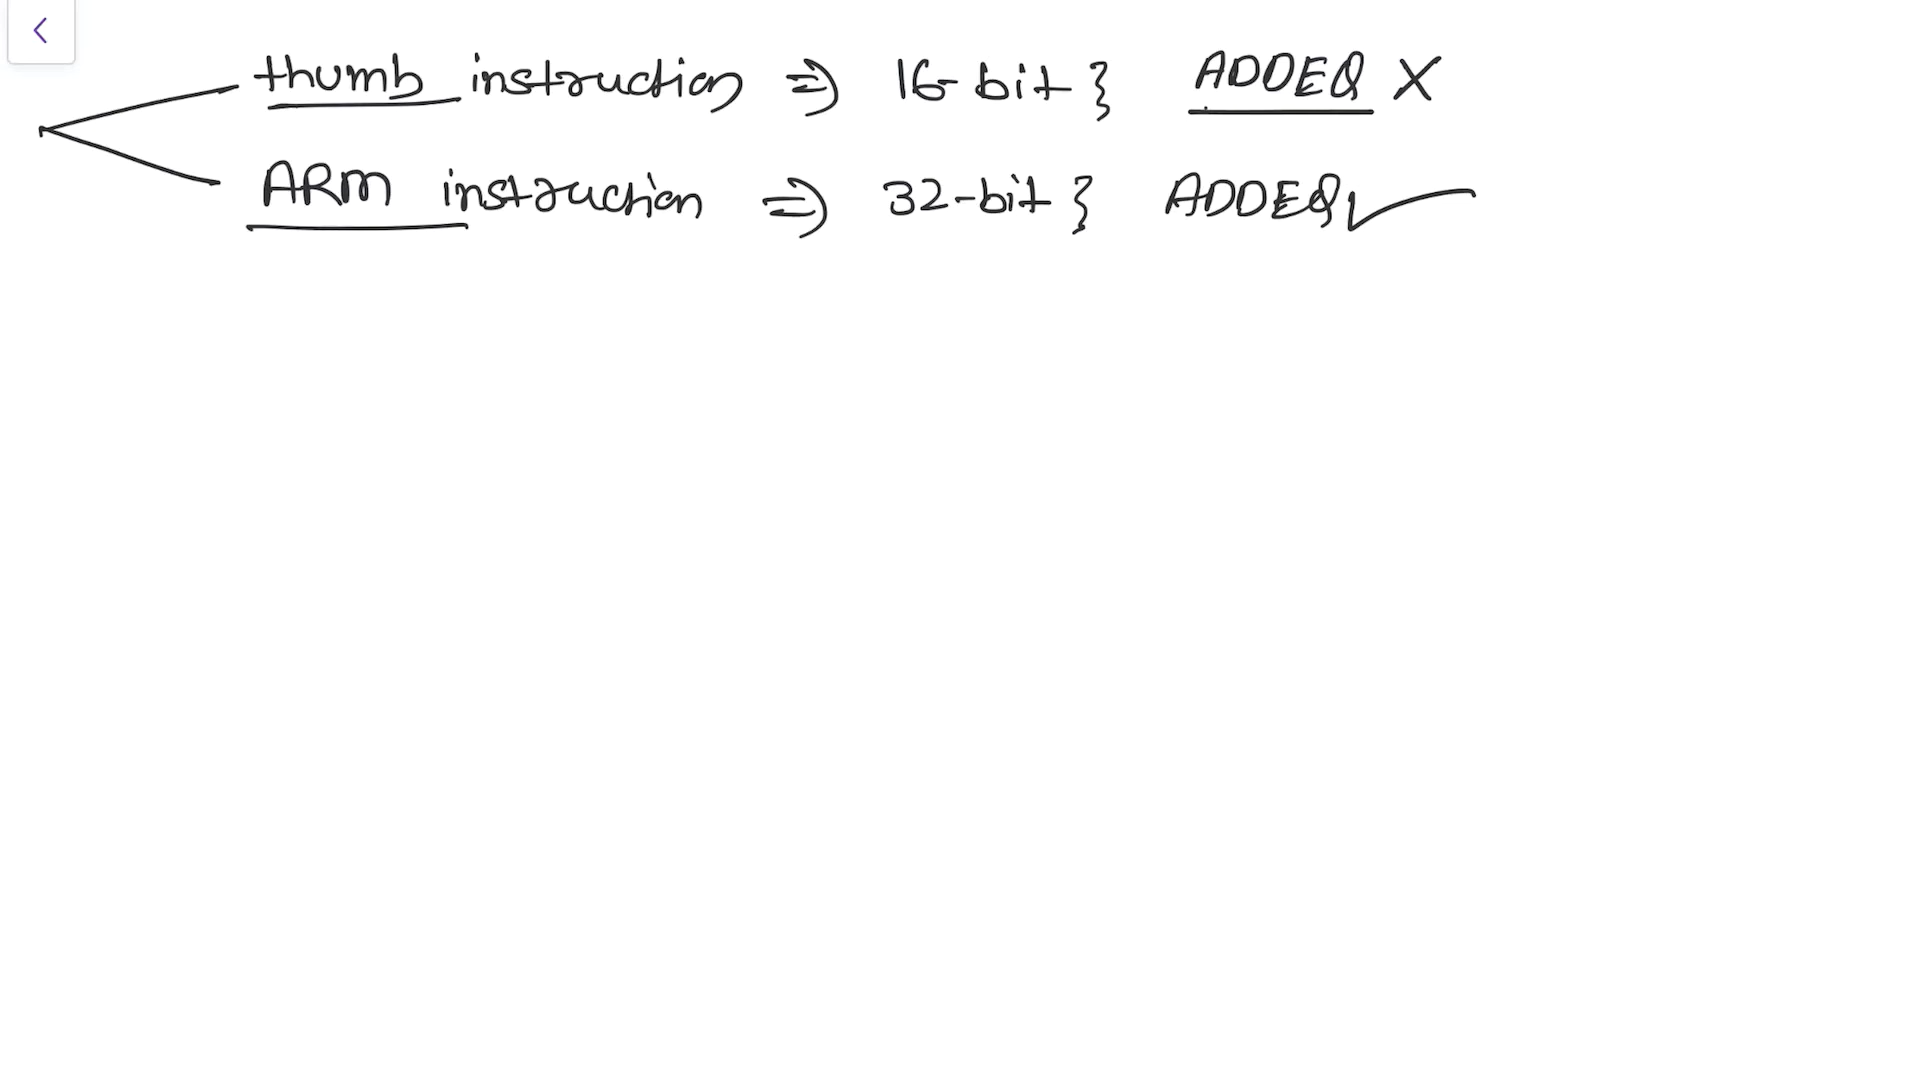 thumb instruction ⇒ 16-bit } ADDEQ X
ARM instruction ⇒ 32-bit } ADDEQ ✓